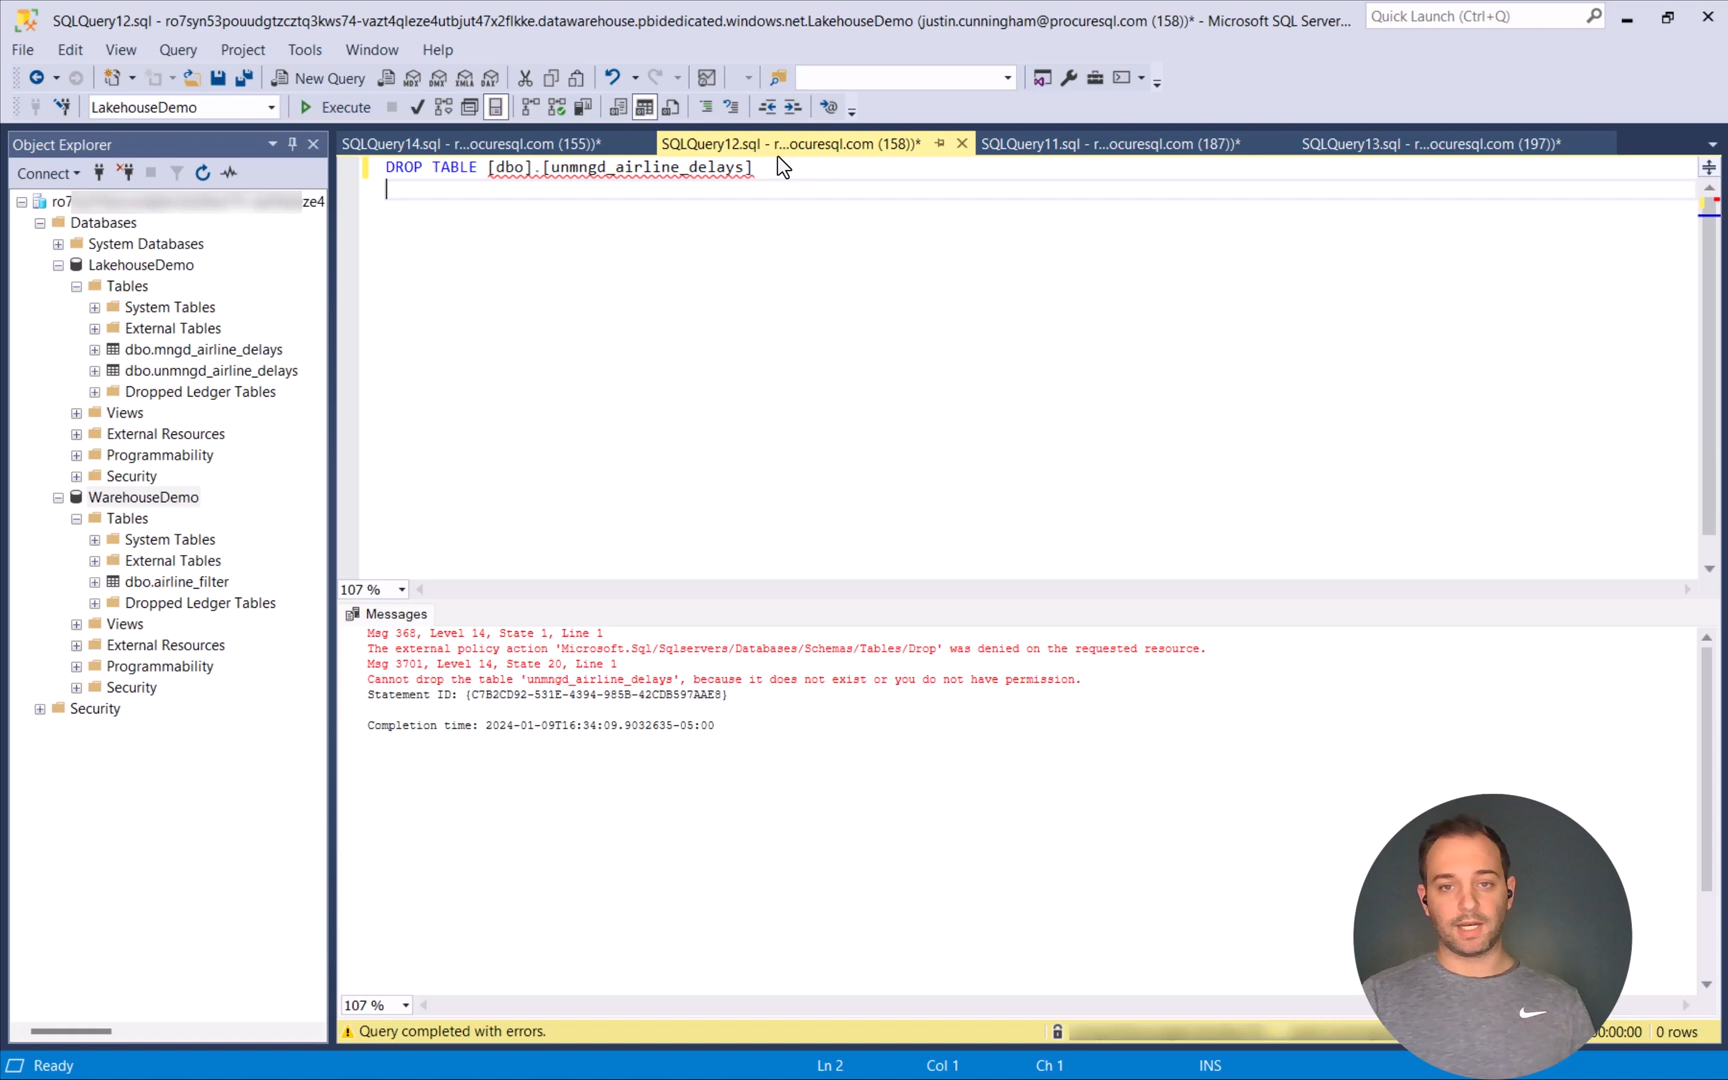 SQLQuery12.sql - ro7syn53pouudgtzcztq3kws74-vazt4qleze4utbjut47x2flkke.datawarehouse.pbidedicated.windows.net.LakehouseDemo (justin.cunningham@procuresql.com (158))* - Microsoft SQL Server...
Quick Launch (Ctrl+Q)
File Edit View Query Project Tools Window Help
New Query MDX DMX XMLA DAX
LakehouseDemo Execute
Object Explorer
SQLQuery14.sql - r...ocuresql.com (155))* SQLQuery12.sql - r...ocuresql.com (158))* SQLQuery11.sql - r...ocuresql.com (187))* SQLQuery13.sql - r...ocuresql.com (197))*
Connect
DROP TABLE [dbo].[unmngd_airline_delays]
ro7 ze4
Databases
System Databases
LakehouseDemo
Tables
System Tables
External Tables
dbo.mngd_airline_delays
dbo.unmngd_airline_delays
Dropped Ledger Tables
Views
External Resources
Programmability
Security
WarehouseDemo
Tables
System Tables
External Tables
dbo.airline_filter
Dropped Ledger Tables
Views
External Resources
Programmability
Security
Security
107 %
Messages
Msg 368, Level 14, State 1, Line 1
The external policy action 'Microsoft.Sql/Sqlservers/Databases/Schemas/Tables/Drop' was denied on the requested resource.
Msg 3701, Level 14, State 20, Line 1
Cannot drop the table 'unmngd_airline_delays', because it does not exist or you do not have permission.
Statement ID: {C7B2CD92-531E-4394-985B-42CDB597AAE8}
Completion time: 2024-01-09T16:34:09.9032635-05:00
107 %
Query completed with errors. 00:00:00 0 rows
Ready Ln 2 Col 1 Ch 1 INS